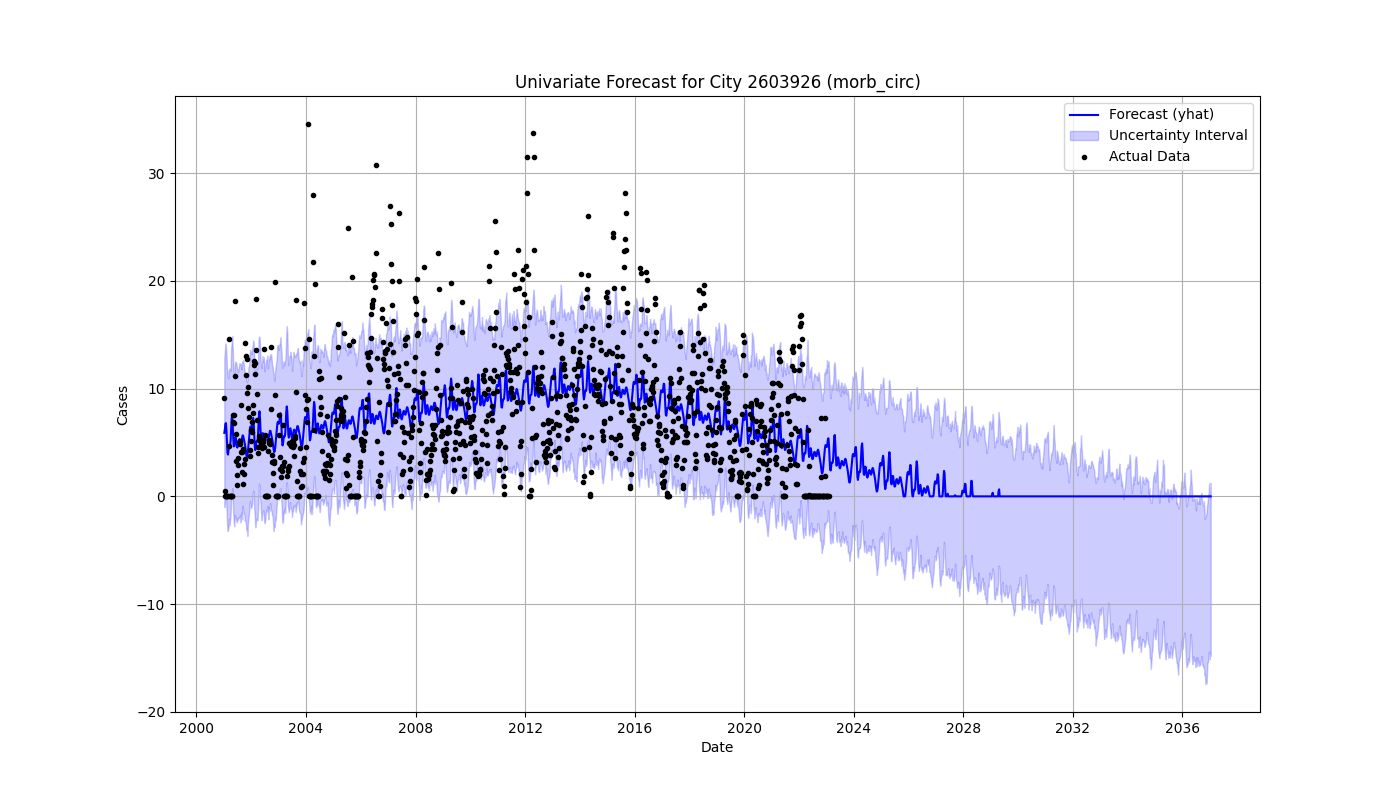 Univariate Forecast for City 2603926 (morb_circ)
Forecast (yhat)
Uncertainty Interval
Actual Data
Cases
30
20
10
0
−10
−20
2000
2004
2008
2012
2016
2020
2024
2028
2032
2036
Date